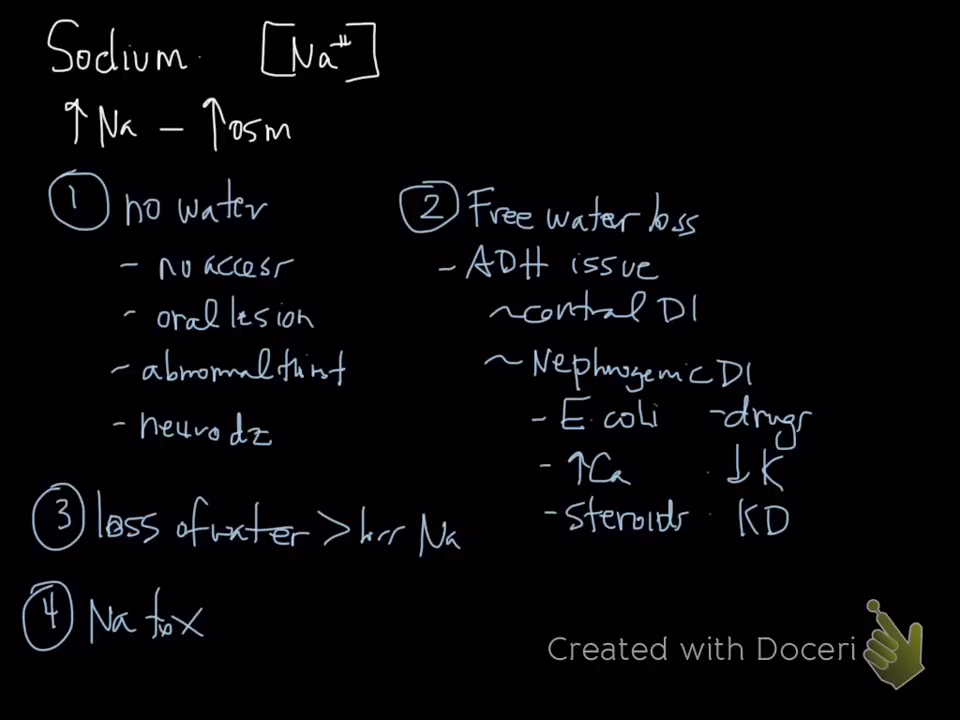 Sodium [Na+]
↑Na - ↑osm
① no water
- no access
- oral lesion
- abnormal thirst
- neuro dz
② Free water loss
- ADH issue
~central DI
~Nephrogenic DI
- E. coli - drugs
- ↑Ca · ↓K
- steroids · KD
③ loss of water > loss Na
④ Na tox
Created with Doceri